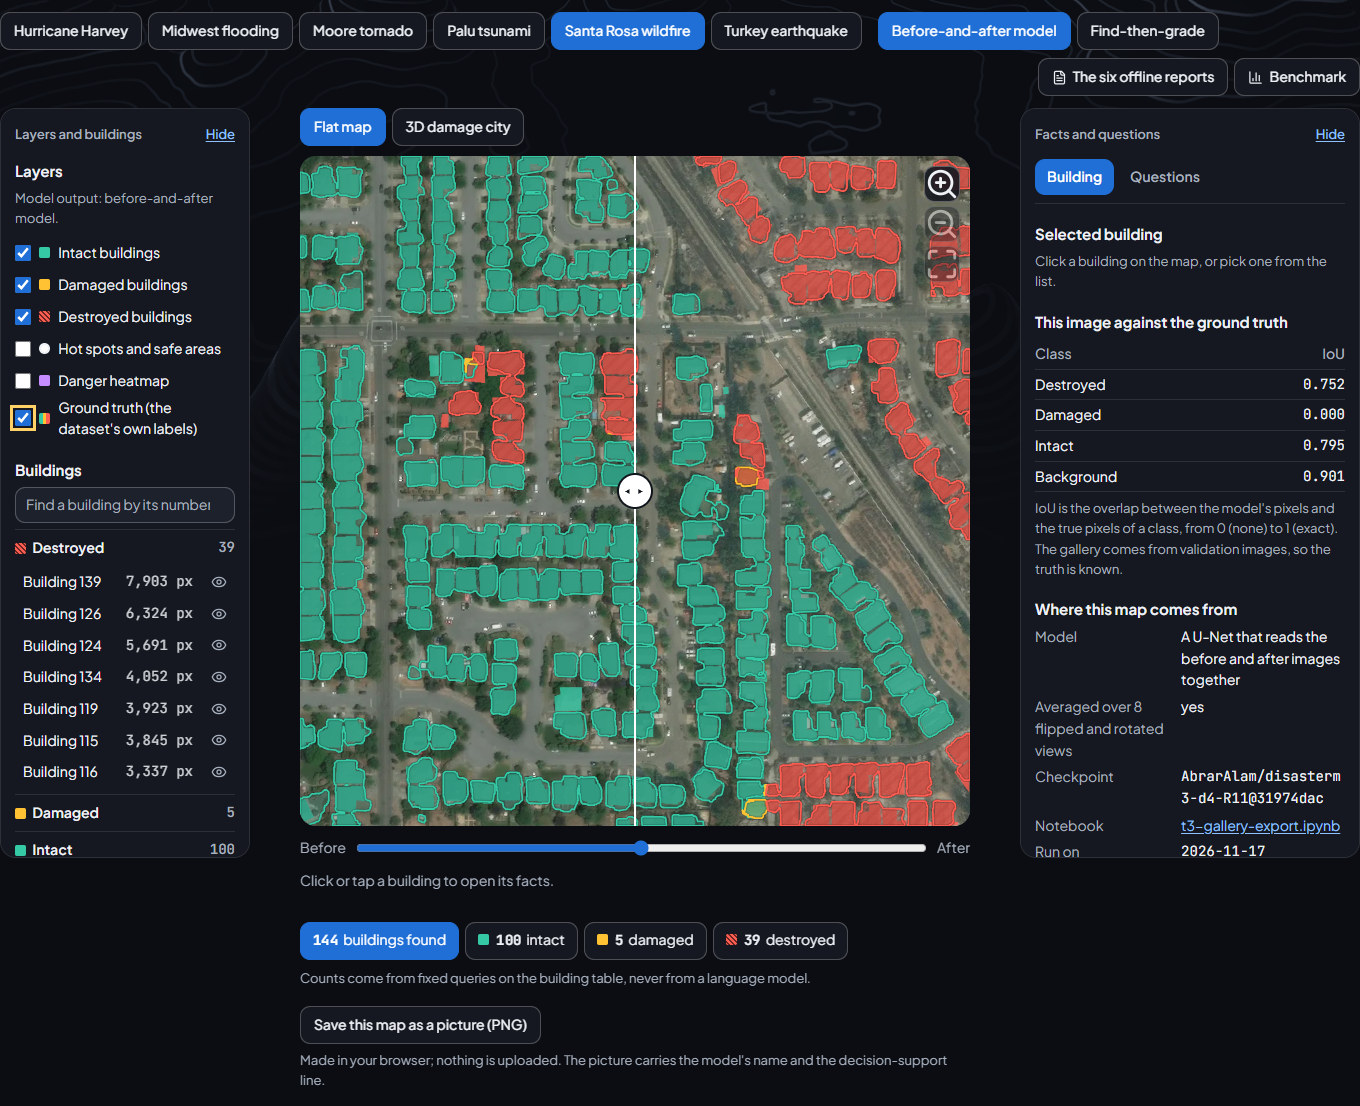 Hurricane Harvey
Midwest flooding
Moore tornado
Palu tsunami
Santa Rosa wildfire
Turkey earthquake
Before-and-after model
Find-then-grade
The six offline reports
Benchmark
Layers and buildings
Hide
Layers
Model output: before-and-after
model.
Intact buildings
Damaged buildings
Destroyed buildings
Hot spots and safe areas
Danger heatmap
Ground truth (the
dataset's own labels)
Buildings
Find a building by its number
Destroyed 39
Building 139 7,903 px
Building 126 6,324 px
Building 124 5,691 px
Building 134 4,052 px
Building 119 3,923 px
Building 115 3,845 px
Building 116 3,337 px
Damaged 5
Intact 100
Flat map
3D damage city
Before
After
Click or tap a building to open its facts.
144 buildings found
100 intact
5 damaged
39 destroyed
Counts come from fixed queries on the building table, never from a language model.
Save this map as a picture (PNG)
Made in your browser; nothing is uploaded. The picture carries the model's name and the decision-support
line.
Facts and questions
Hide
Building
Questions
Selected building
Click a building on the map, or pick one from the
list.
This image against the ground truth
Class IoU
Destroyed 0.752
Damaged 0.000
Intact 0.795
Background 0.901
IoU is the overlap between the model's pixels and
the true pixels of a class, from 0 (none) to 1 (exact).
The gallery comes from validation images, so the
truth is known.
Where this map comes from
Model
A U-Net that reads the
before and after images
together
Averaged over 8
flipped and rotated
views
yes
Checkpoint
AbrarAlam/disasterm
3-d4-R11@31974dac
Notebook
t3-gallery-export.ipynb
Run on
2026-11-17